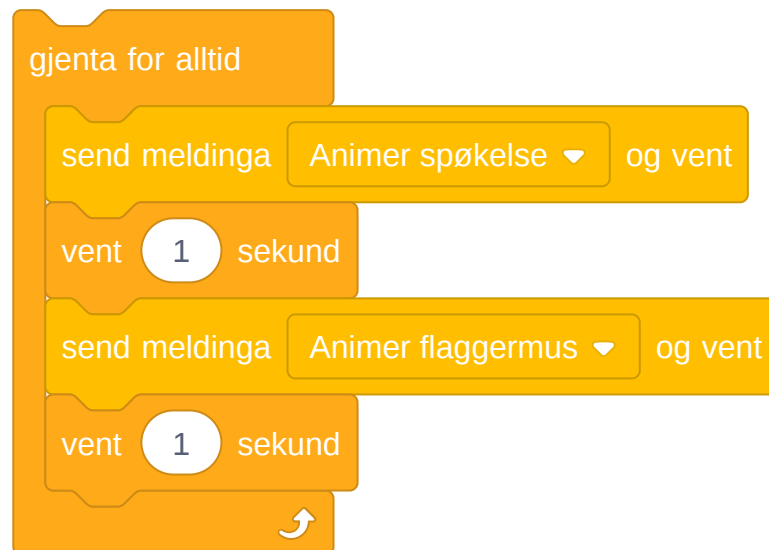 gjenta for alltid
send meldinga Animer spøkelse og vent
vent 1 sekund
send meldinga Animer flaggermus og vent
vent 1 sekund